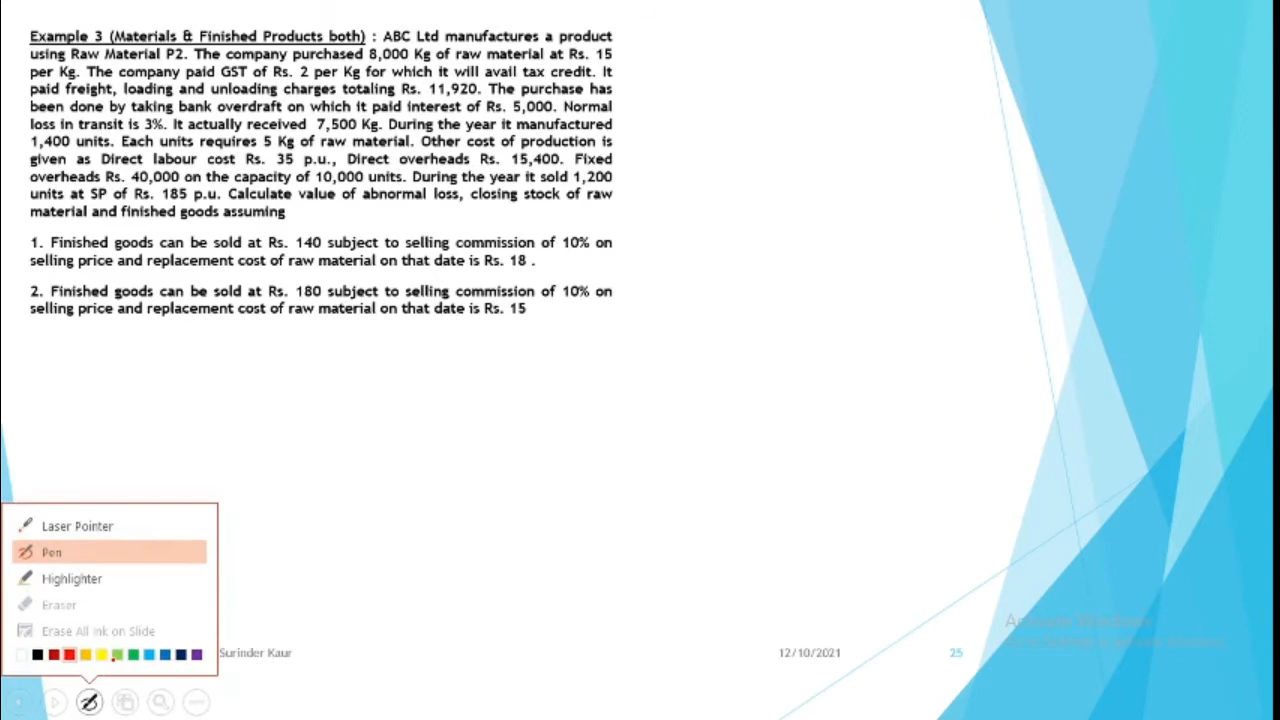 Example 3 (Materials & Finished Products both) : ABC Ltd manufactures a product
using Raw Material P2. The company purchased 8,000 Kg of raw material at Rs. 15
per Kg. The company paid GST of Rs. 2 per Kg for which it will avail tax credit. It
paid freight, loading and unloading charges totaling Rs. 11,920. The purchase has
been done by taking bank overdraft on which it paid interest of Rs. 5,000. Normal
loss in transit is 3%. It actually received 7,500 Kg. During the year it manufactured
1,400 units. Each units requires 5 Kg of raw material. Other cost of production is
given as Direct labour cost Rs. 35 p.u., Direct overheads Rs. 15,400. Fixed
overheads Rs. 40,000 on the capacity of 10,000 units. During the year it sold 1,200
units at SP of Rs. 185 p.u. Calculate value of abnormal loss, closing stock of raw
material and finished goods assuming
1. Finished goods can be sold at Rs. 140 subject to selling commission of 10% on
selling price and replacement cost of raw material on that date is Rs. 18 .
2. Finished goods can be sold at Rs. 180 subject to selling commission of 10% on
selling price and replacement cost of raw material on that date is Rs. 15
Laser Pointer
Pen
Highlighter
Eraser
Erase All Ink on Slide
Surinder Kaur
12/10/2021
25
Activate Windows